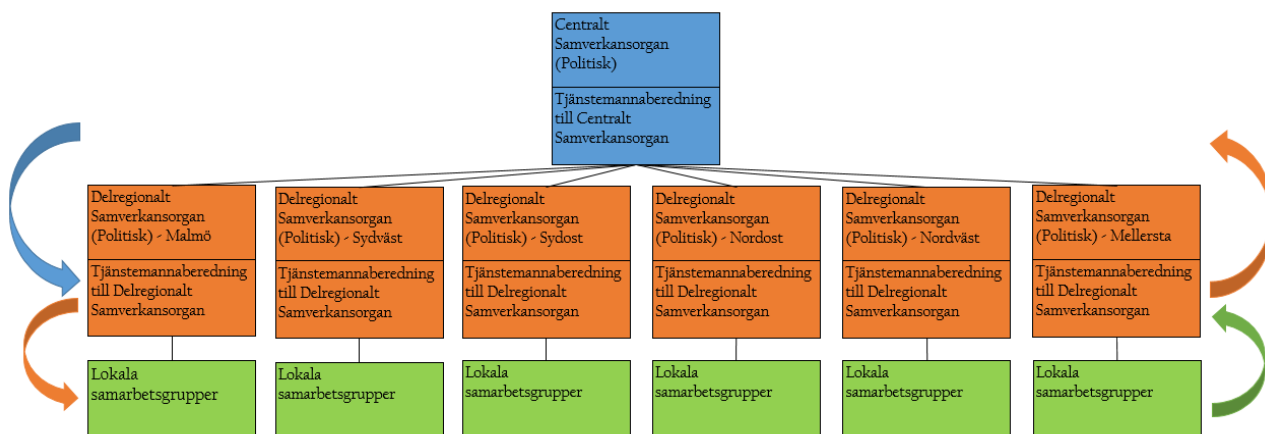 Centralt
Samverkansorgan
(Politisk)
Tjänstemannaberedning
till Centralt
Samverkansorgan
Delregionalt
Samverkansorgan
(Politisk) - Malmö
Tjänstemannaberedning
till Delregionalt
Samverkansorgan
Delregionalt
Samverkansorgan
(Politisk) - Sydväst
Tjänstemannaberedning
till Delregionalt
Samverkansorgan
Delregionalt
Samverkansorgan
(Politisk) - Sydost
Tjänstemannaberedning
till Delregionalt
Samverkansorgan
Delregionalt
Samverkansorgan
(Politisk) - Nordost
Tjänstemannaberedning
till Delregionalt
Samverkansorgan
Delregionalt
Samverkansorgan
(Politisk) - Nordväst
Tjänstemannaberedning
till Delregionalt
Samverkansorgan
Delregionalt
Samverkansorgan
(Politisk) - Mellersta
Tjänstemannaberedning
till Delregionalt
Samverkansorgan
Lokala
samarbetsgrupper
Lokala
samarbetsgrupper
Lokala
samarbetsgrupper
Lokala
samarbetsgrupper
Lokala
samarbetsgrupper
Lokala
samarbetsgrupper